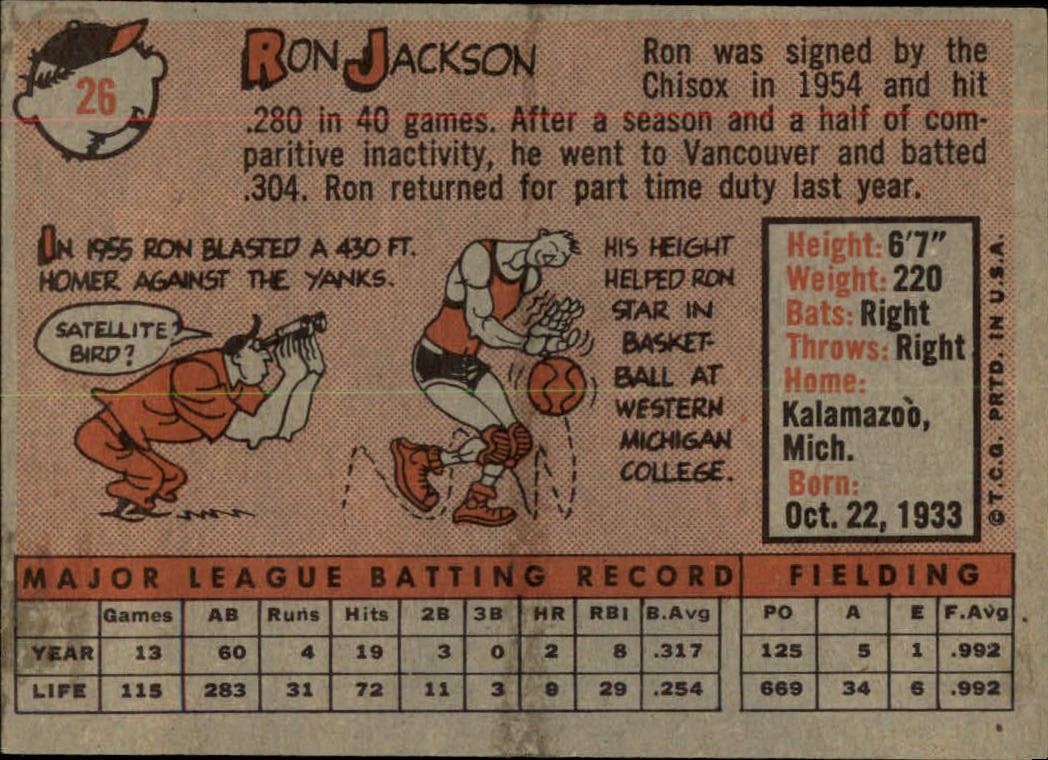 26
RON JACKSON
Ron was signed by the
Chisox in 1954 and hit
.280 in 40 games. After a season and a half of com-
paritive inactivity, he went to Vancouver and batted
.304. Ron returned for part time duty last year.
IN 1955 RON BLASTED A 430 FT.
HOMER AGAINST THE YANKS.
SATELLITE?
BIRD?
HIS HEIGHT
HELPED RON
STAR IN
BASKET-
BALL AT
WESTERN
MICHIGAN
COLLEGE.
Height: 6'7"
Weight: 220
Bats: Right
Throws: Right
Home:
Kalamazoo,
Mich.
Born:
Oct. 22, 1933
© T.C.G. PRTD. IN U.S.A.
MAJOR LEAGUE BATTING RECORD FIELDING
Games AB Runs Hits 2B 3B HR RBI B.Avg PO A E F.Avg
YEAR 13 60 4 19 3 0 2 8 .317 125 5 1 .992
LIFE 115 283 31 72 11 3 8 29 .254 669 34 6 .992